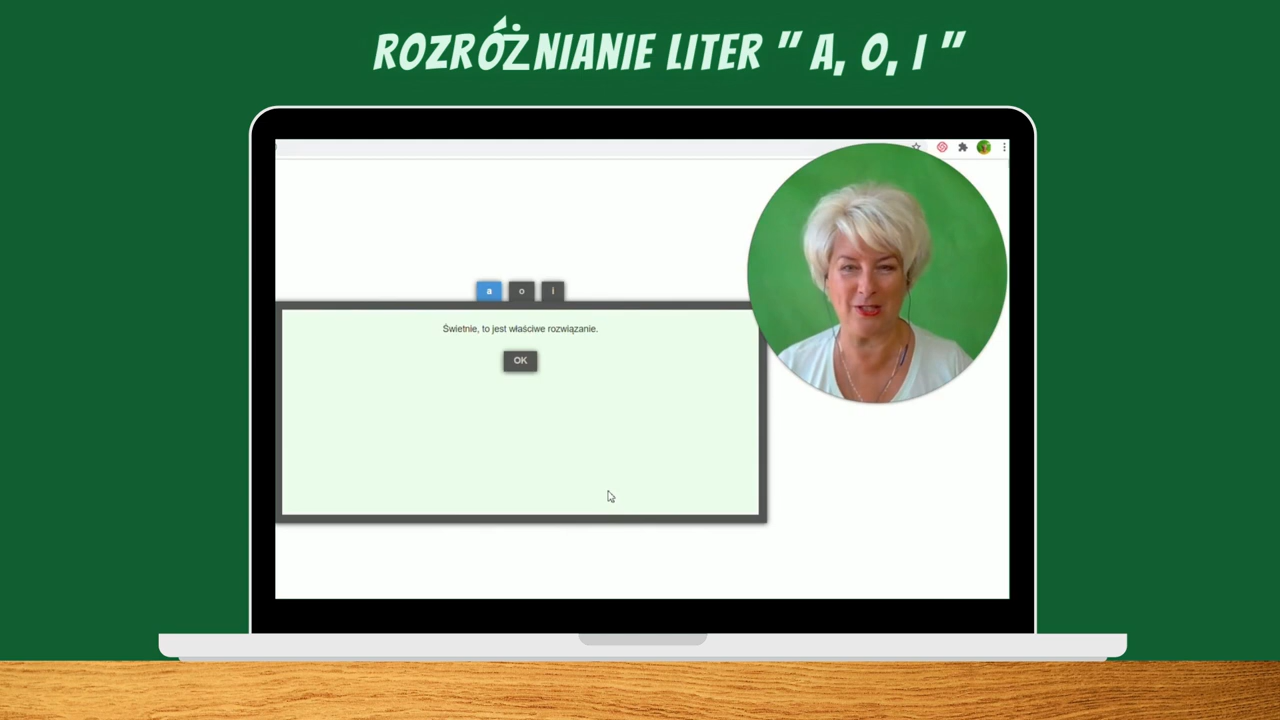 ROZRÓŻNIANIE LITER " A, O, I "
a o i
Świetnie, to jest właściwe rozwiązanie.
OK